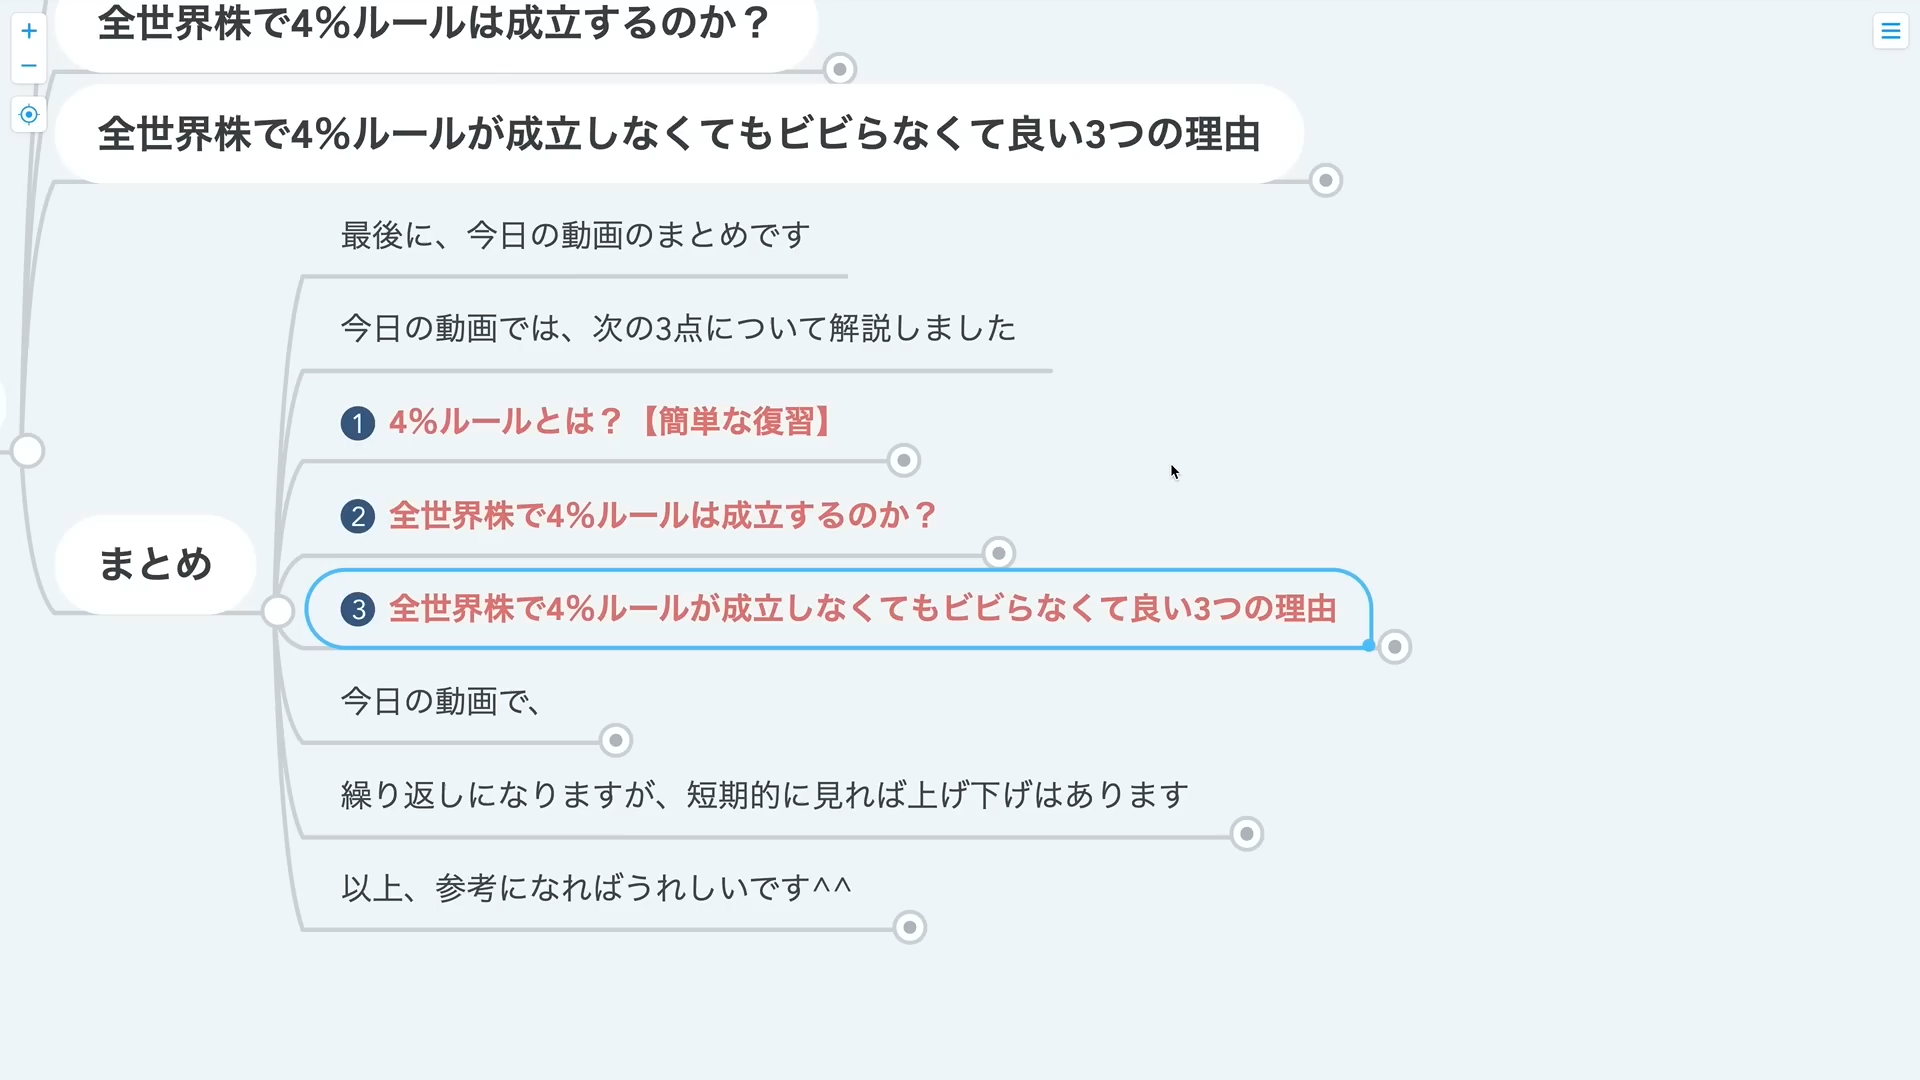 全世界株で4%ルールは成立するのか？
全世界株で4%ルールが成立しなくてもビビらなくて良い3つの理由
最後に、今日の動画のまとめです
今日の動画では、次の3点について解説しました
1 4%ルールとは？【簡単な復習】
2 全世界株で4%ルールは成立するのか？
まとめ
3 全世界株で4%ルールが成立しなくてもビビらなくて良い3つの理由
今日の動画で、
繰り返しになりますが、短期的に見れば上げ下げはあります
以上、参考になればうれしいです^^